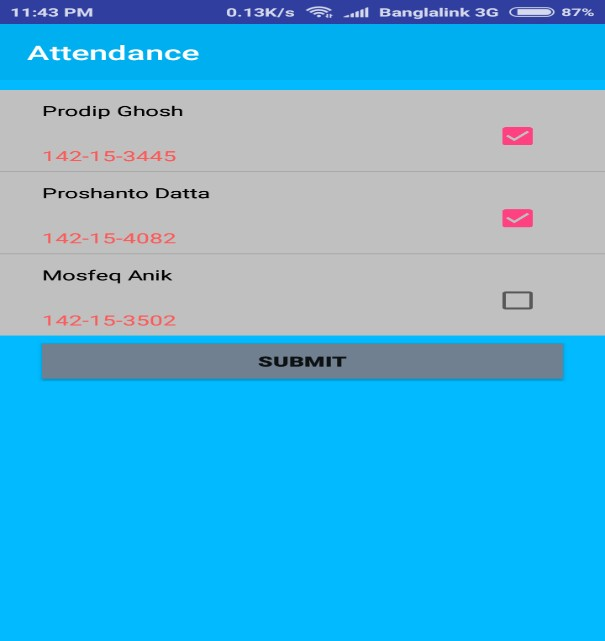 11:43 PM 0.13K/s Banglalink 3G 87%
Attendance
Prodip Ghosh
142-15-3445
Proshanto Datta
142-15-4082
Mosfeq Anik
142-15-3502
SUBMIT